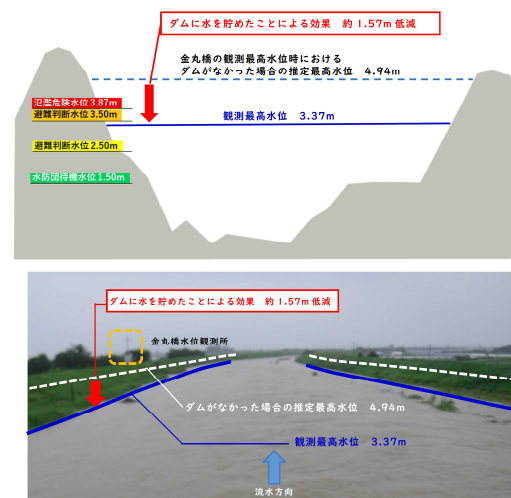 ダムに水を貯めたことによる効果　約1.57m低減
金丸橋の観測最高水位時における
ダムがなかった場合の推定最高水位　4.94m
氾濫危険水位3.87m
避難判断水位3.50m
観測最高水位　3.37m
避難判断水位2.50m
水防団待機水位1.50m
ダムに水を貯めたことによる効果　約1.57m低減
金丸橋水位観測所
ダムがなかった場合の推定最高水位　4.94m
観測最高水位　3.37m
流水方向